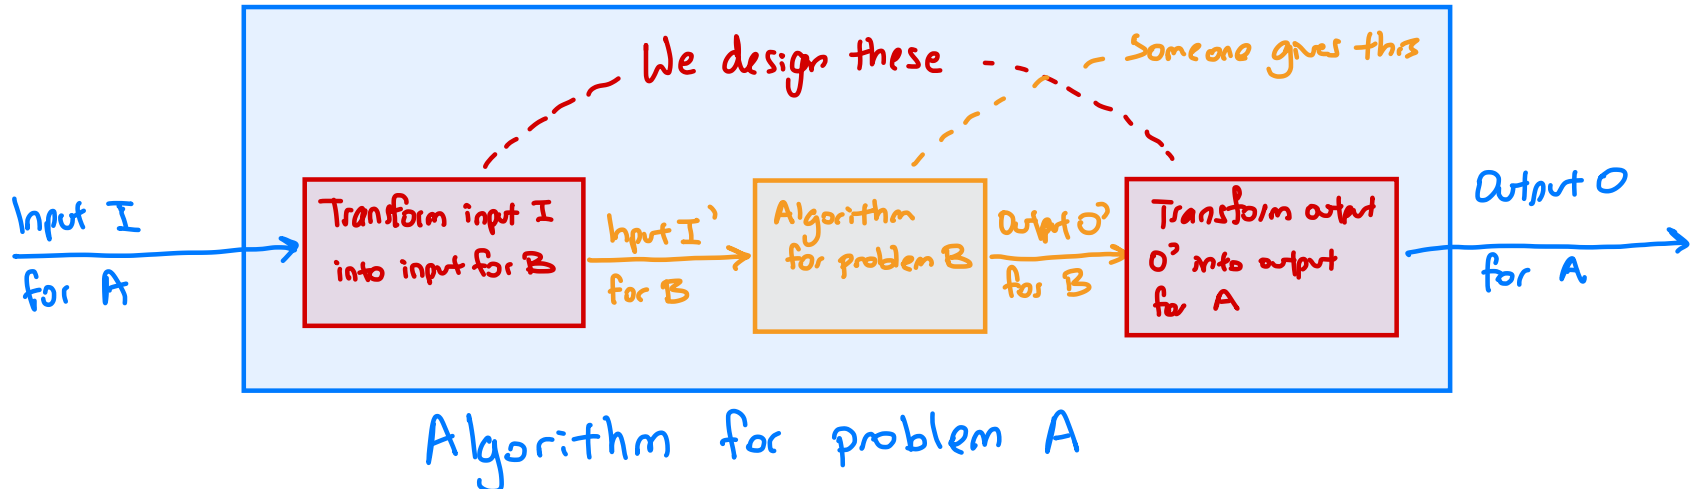 We design these
Someone gives this
Input I
for A
Transform input I
into input for B
Input I'
for B
Algorithm
for problem B
Output O'
for B
Transform output
O' into output
for A
Output O
for A
Algorithm for problem A